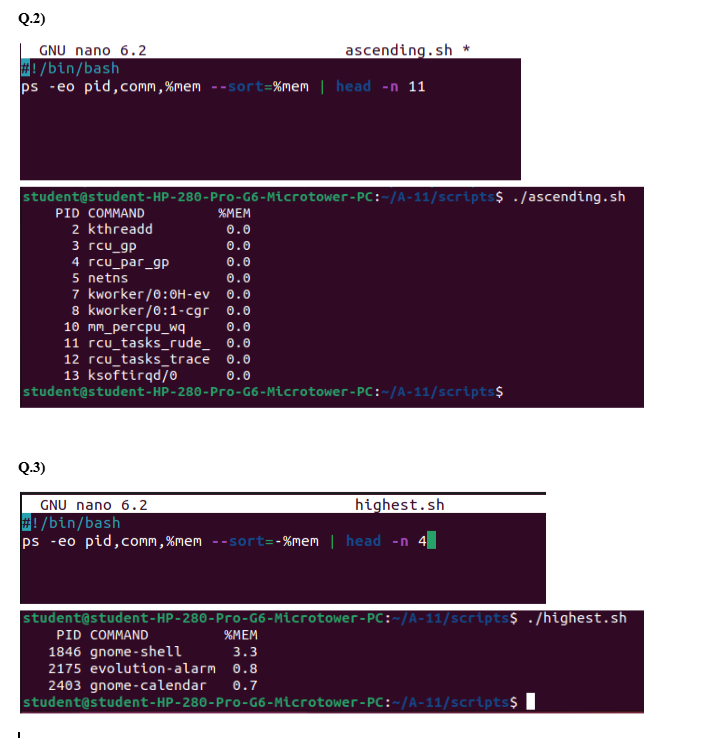 Q.2)
GNU nano 6.2 ascending.sh *
#!/bin/bash
ps -eo pid,comm,%mem --sort=%mem | head -n 11
student@student-HP-280-Pro-G6-Microtower-PC:~/A-11/scripts$ ./ascending.sh
PID COMMAND %MEM
2 kthreadd 0.0
3 rcu_gp 0.0
4 rcu_par_gp 0.0
5 netns 0.0
7 kworker/0:0H-ev 0.0
8 kworker/0:1-cgr 0.0
10 mm_percpu_wq 0.0
11 rcu_tasks_rude_ 0.0
12 rcu_tasks_trace 0.0
13 ksoftirqd/0 0.0
student@student-HP-280-Pro-G6-Microtower-PC:~/A-11/scripts$
Q.3)
GNU nano 6.2 highest.sh
#!/bin/bash
ps -eo pid,comm,%mem --sort=-%mem | head -n 4
student@student-HP-280-Pro-G6-Microtower-PC:~/A-11/scripts$ ./highest.sh
PID COMMAND %MEM
1846 gnome-shell 3.3
2175 evolution-alarm 0.8
2403 gnome-calendar 0.7
student@student-HP-280-Pro-G6-Microtower-PC:~/A-11/scripts$